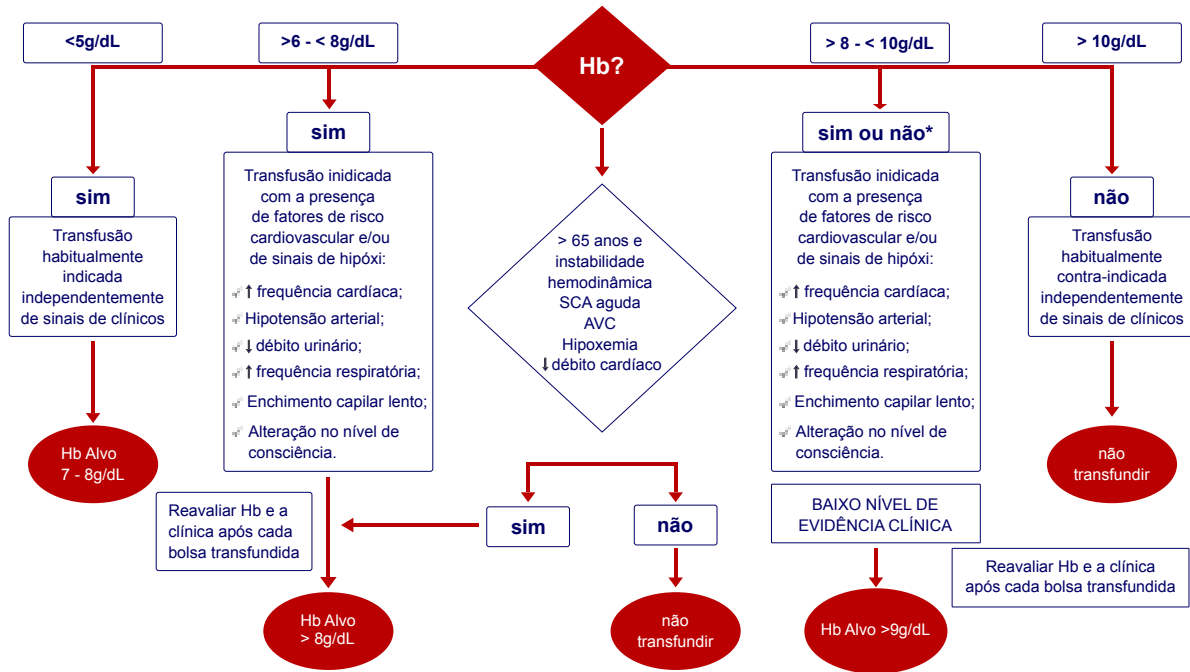 <5g/dL
>6 - < 8g/dL
Hb?
> 8 - < 10g/dL
> 10g/dL
sim
Transfusão
habitualmente
indicada
independentemente
de sinais de clínicos
Hb Alvo
7 - 8g/dL
sim
Transfusão inidicada
com a presença
de fatores de risco
cardiovascular e/ou
de sinais de hipóxi:
↑ frequência cardíaca;
Hipotensão arterial;
↓ débito urinário;
↑ frequência respiratória;
Enchimento capilar lento;
Alteração no nível de
consciência.
Reavaliar Hb e a
clínica após cada
bolsa transfundida
Hb Alvo
> 8g/dL
> 65 anos e
instabilidade
hemodinâmica
SCA aguda
AVC
Hipoxemia
↓ débito cardíaco
sim
não
não
transfundir
sim ou não*
Transfusão inidicada
com a presença
de fatores de risco
cardiovascular e/ou
de sinais de hipóxi:
↑ frequência cardíaca;
Hipotensão arterial;
↓ débito urinário;
↑ frequência respiratória;
Enchimento capilar lento;
Alteração no nível de
consciência.
BAIXO NÍVEL DE
EVIDÊNCIA CLÍNICA
Hb Alvo >9g/dL
não
Transfusão
habitualmente
contra-indicada
independentemente
de sinais de clínicos
não
transfundir
Reavaliar Hb e a clínica
após cada bolsa transfundida